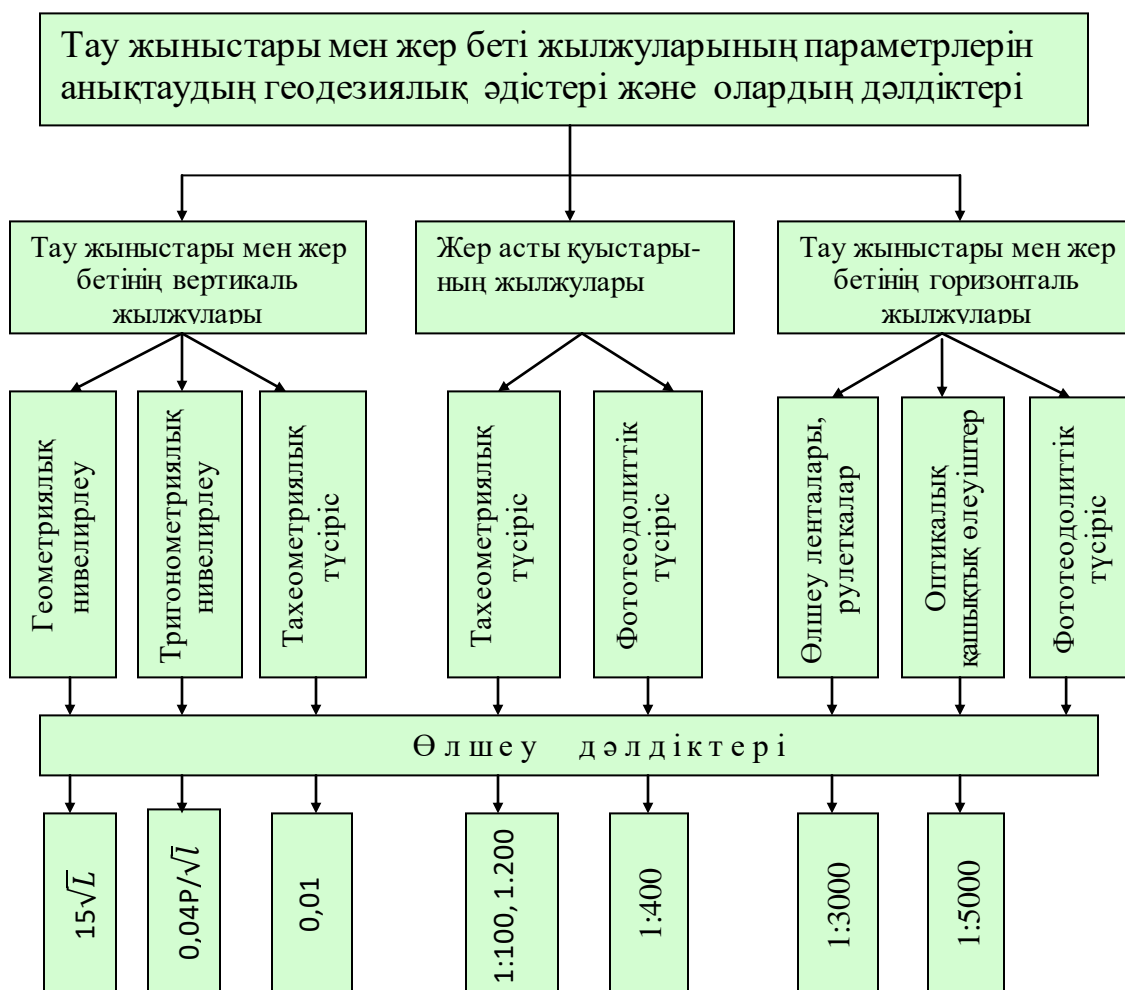 Тау жыныстары мен жер беті жылжуларының параметрлерін
анықтаудың геодезиялық әдістері және олардың дәлдіктері
Тау жыныстары мен жер
бетінің вертикаль
жылжулары
Жер асты қуыстары-
ның жылжулары
Тау жыныстары мен жер
бетінің горизонталь
жылжулары
Геометриялық
нивелирлеу
Тригонометриялық
нивелирлеу
Тахеометриялық
түсіріс
Тахеометриялық
түсіріс
Фототеодолиттік
түсіріс
Өлшеу ленталары,
рулеткалар
Оптикалық
қашықтық өлеуіштер
Фототеодолиттік
түсіріс
Өлшеу дәлдіктері
15√L
0,04P/√l
0,01
1:100, 1.200
1:400
1:3000
1:5000